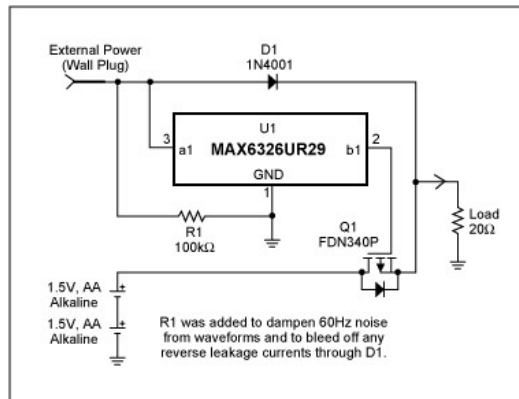 External Power
(Wall Plug)
D1
1N4001
U1
3
a1
MAX6326UR29
b1
2
GND
1
R1
100kΩ
Q1
FDN340P
Load
20Ω
1.5V, AA
Alkaline
+
1.5V, AA
Alkaline
+
R1 was added to dampen 60Hz noise
from waveforms and to bleed off any
reverse leakage currents through D1.